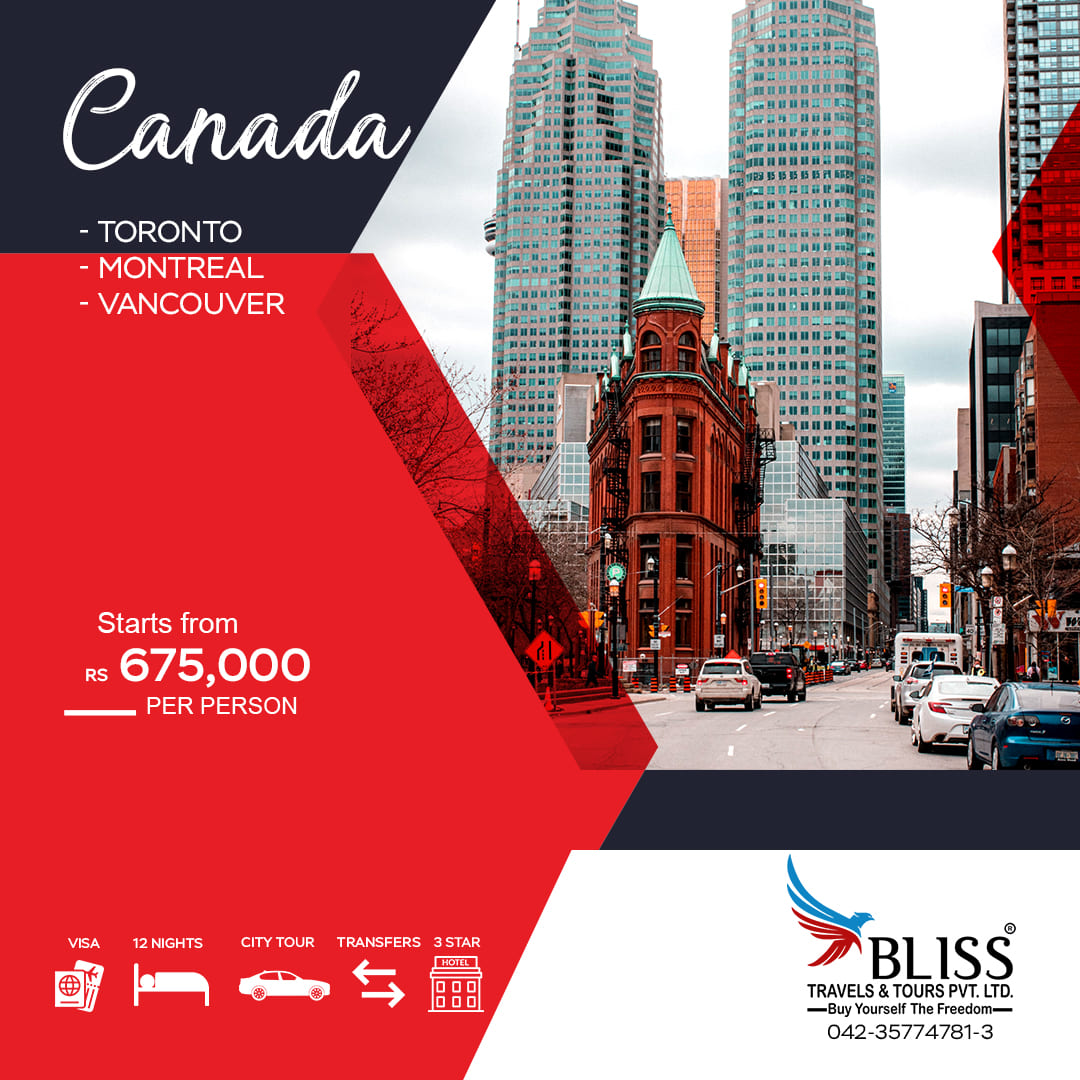 Canada
- TORONTO
- MONTREAL
- VANCOUVER
Starts from
RS 675,000
PER PERSON
VISA
12 NIGHTS
CITY TOUR
TRANSFERS
3 STAR
HOTEL
BLISS®
TRAVELS & TOURS PVT. LTD.
Buy Yourself The Freedom
042-35774781-3